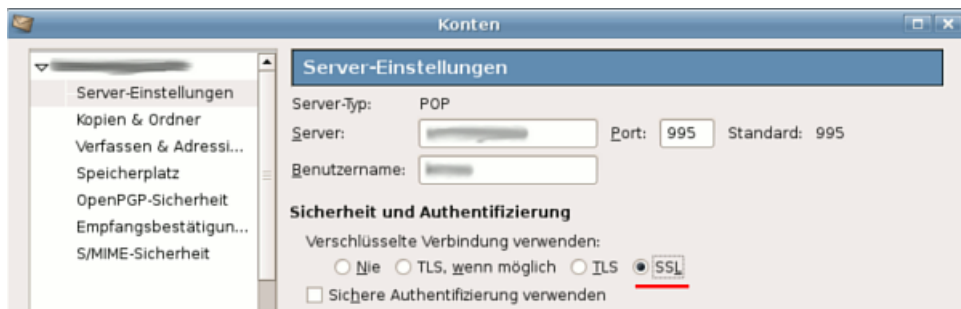 Konten
Server-Einstellungen
Kopien & Ordner
Verfassen & Adressi...
Speicherplatz
OpenPGP-Sicherheit
Empfangsbestätigun...
S/MIME-Sicherheit
Server-Einstellungen
Server-Typ: POP
Server: Port: 995 Standard: 995
Benutzername:
Sicherheit und Authentifizierung
Verschlüsselte Verbindung verwenden:
Nie TLS, wenn möglich TLS SSL
Sichere Authentifizierung verwenden